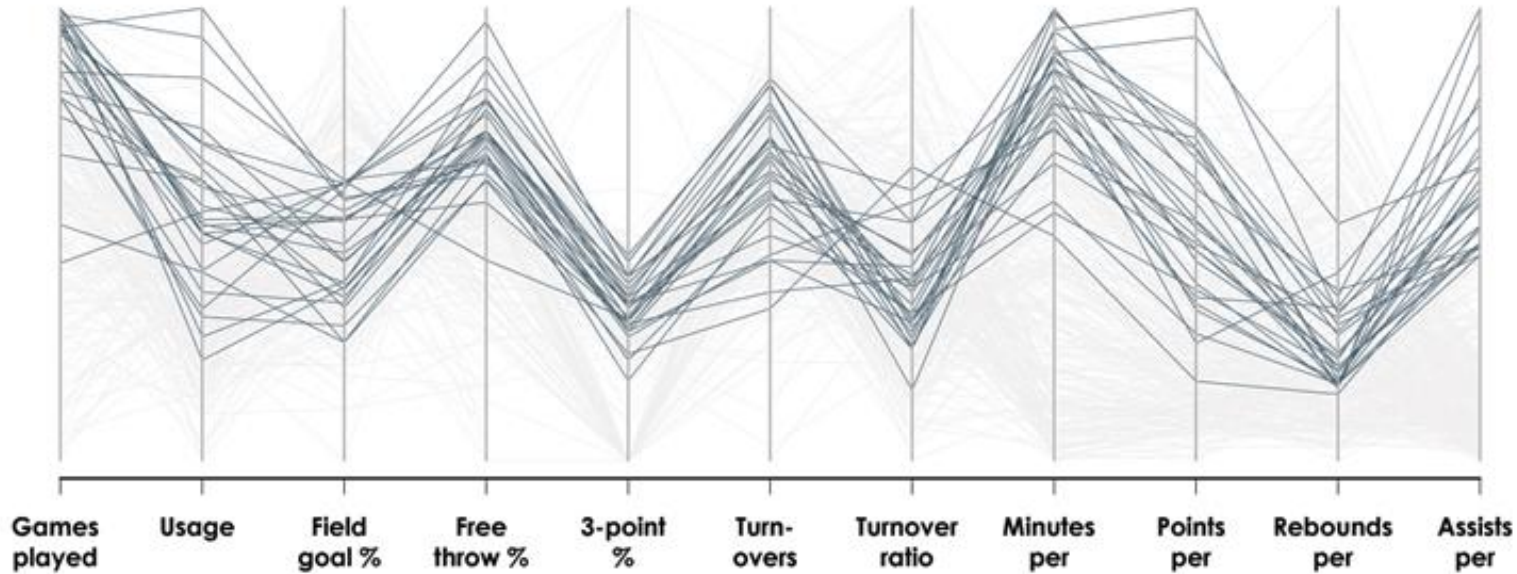 Games played
Usage
Field goal %
Free throw %
3-point %
Turn-overs
Turnover ratio
Minutes per
Points per
Rebounds per
Assists per